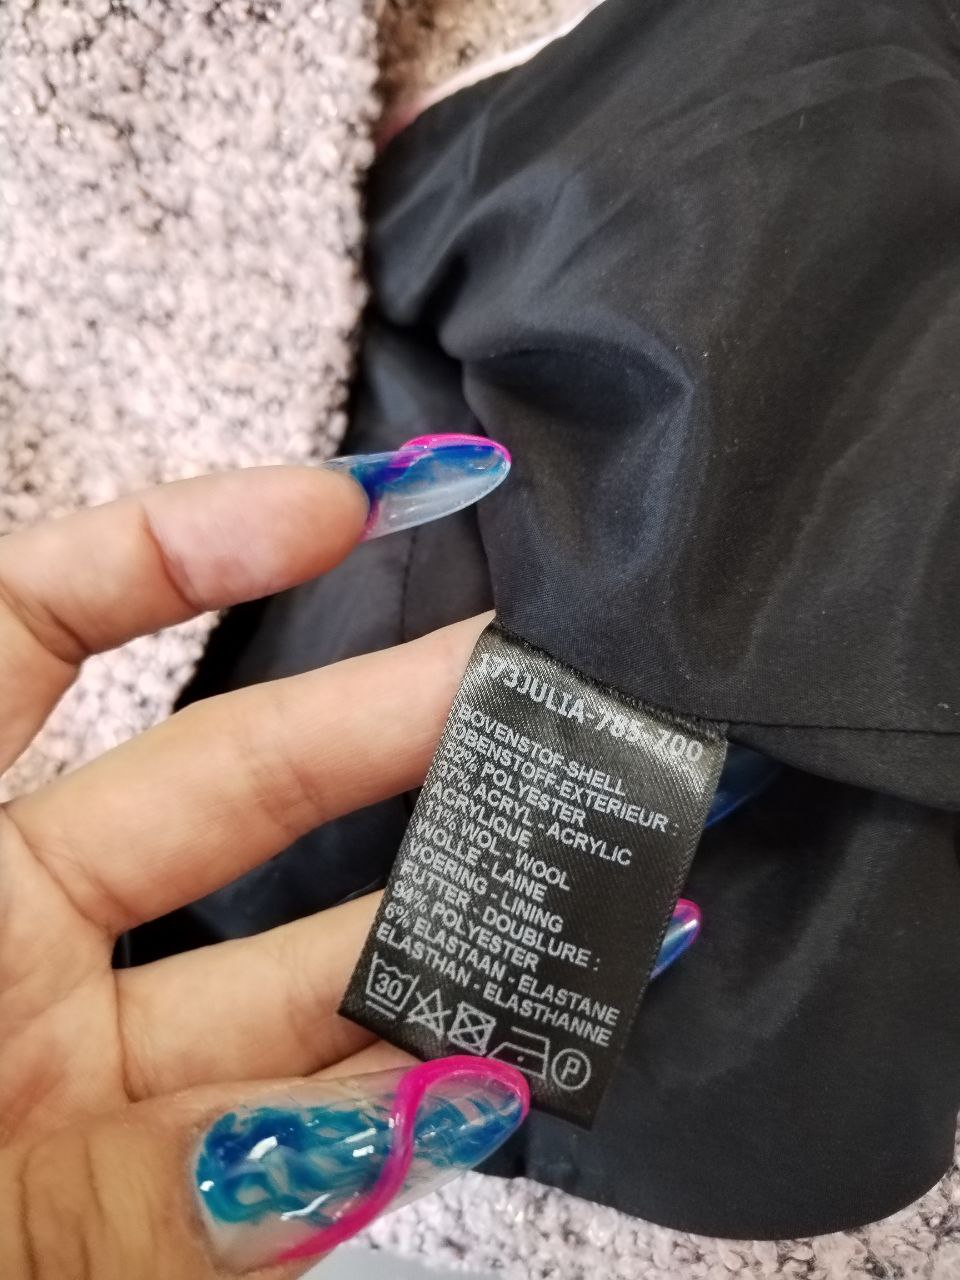 173JULIA-785-700
BOVENSTOF-SHELL
OBENSTOFF-EXTERIEUR :
52% POLYESTER
37% ACRYL - ACRYLIC
ACRYLIQUE
11% WOL - WOOL
WOLLE - LAINE
VOERING - LINING
FUTTER - DOUBLURE :
94% POLYESTER
6% ELASTAAN - ELASTANE
ELASTHAN - ELASTHANNE
30 P